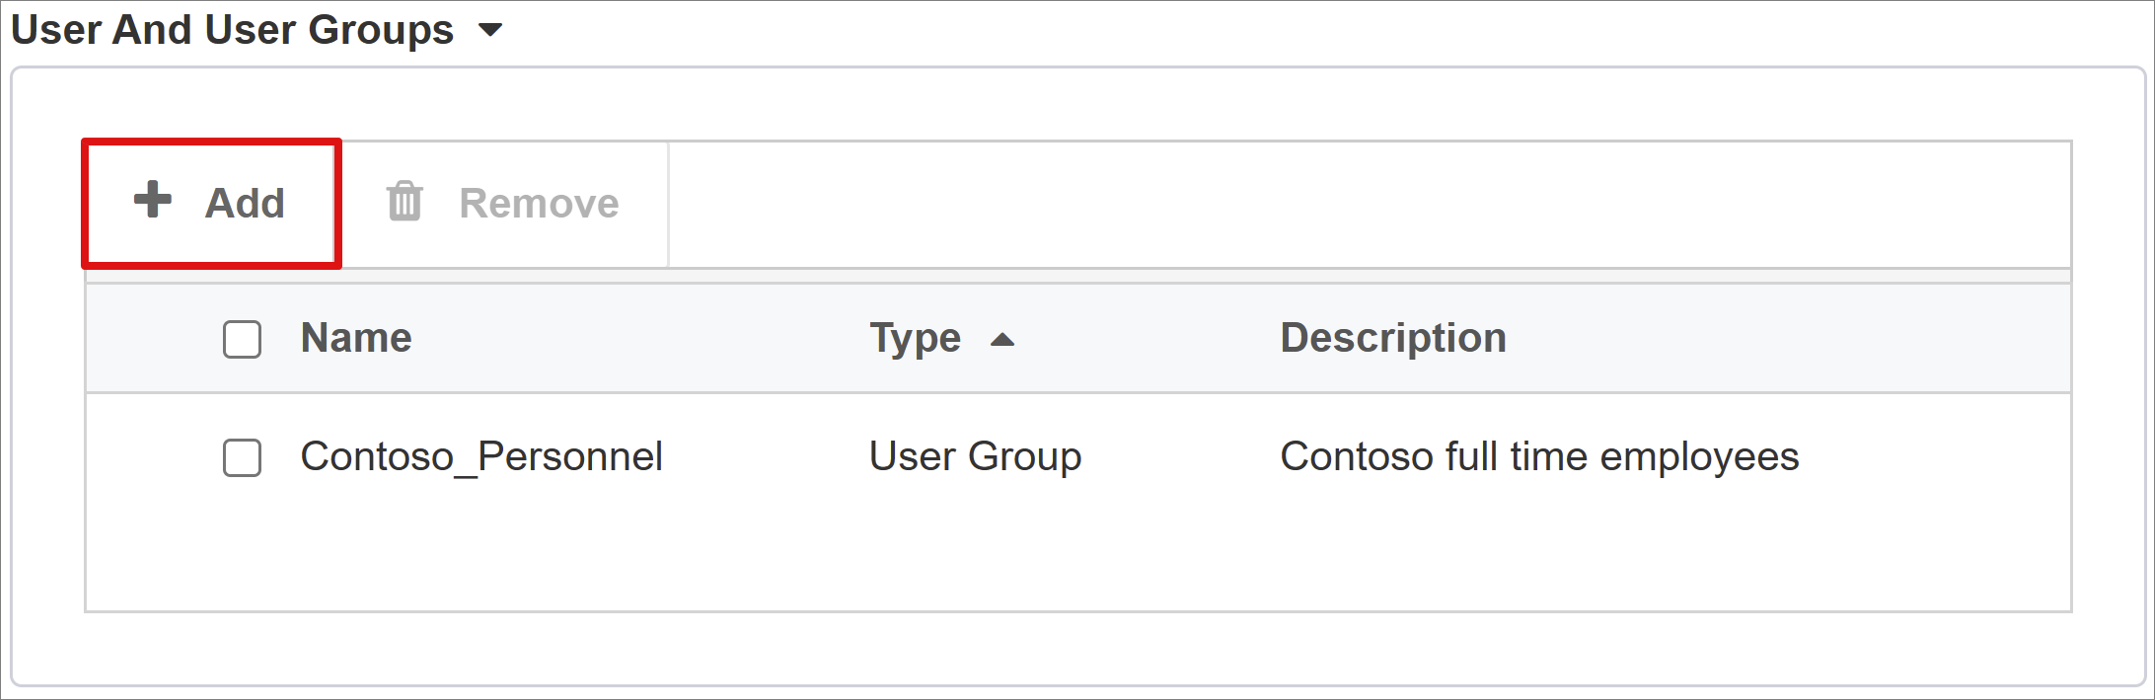 User And User Groups
Add Remove
Name Type Description
Contoso_Personnel User Group Contoso full time employees